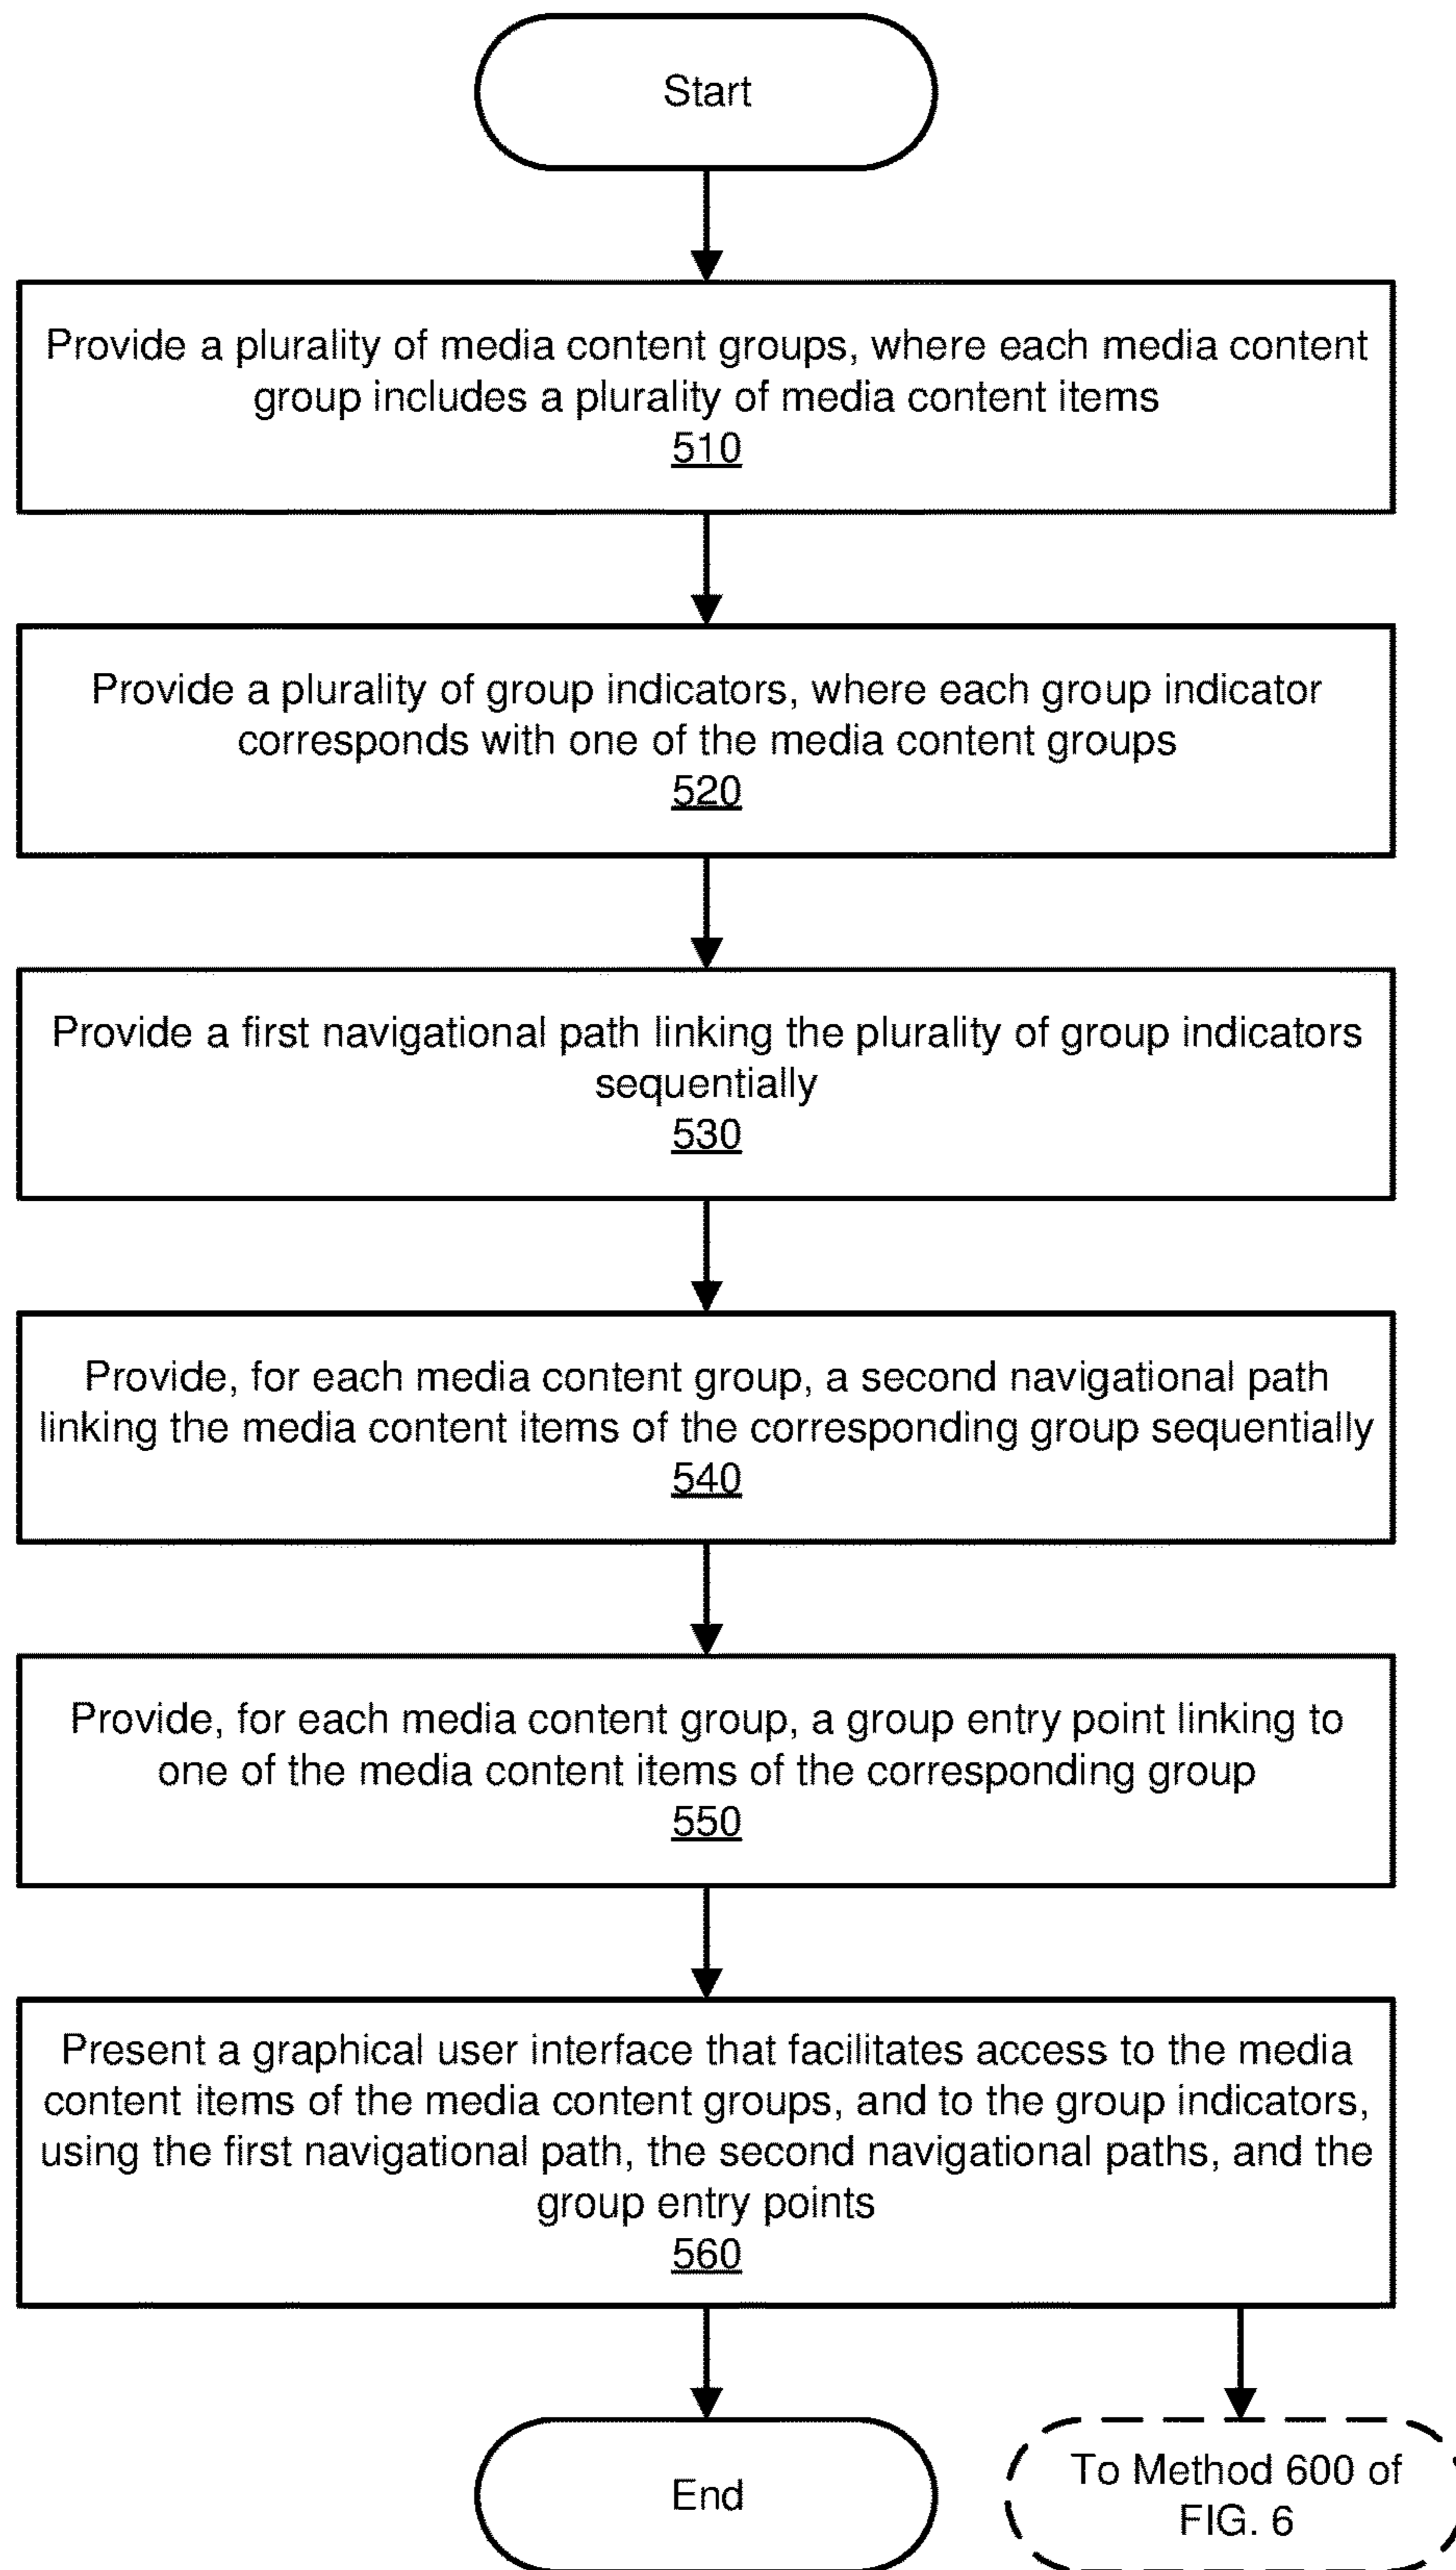 Start
Provide a plurality of media content groups, where each media content
group includes a plurality of media content items
510
Provide a plurality of group indicators, where each group indicator
corresponds with one of the media content groups
520
Provide a first navigational path linking the plurality of group indicators
sequentially
530
Provide, for each media content group, a second navigational path
linking the media content items of the corresponding group sequentially
540
Provide, for each media content group, a group entry point linking to
one of the media content items of the corresponding group
550
Present a graphical user interface that facilitates access to the media
content items of the media content groups, and to the group indicators,
using the first navigational path, the second navigational paths, and the
group entry points
560
End
To Method 600 of
FIG. 6